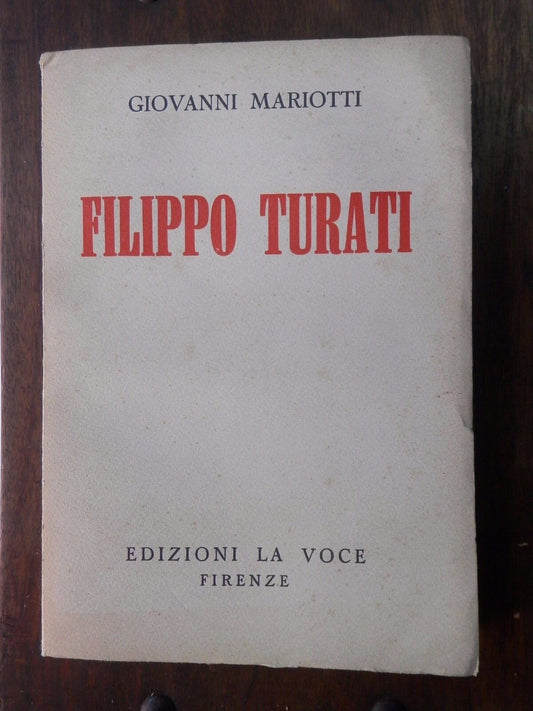 GIOVANNI MARIOTTI
FILIPPO TURATI
EDIZIONI LA VOCE
FIRENZE